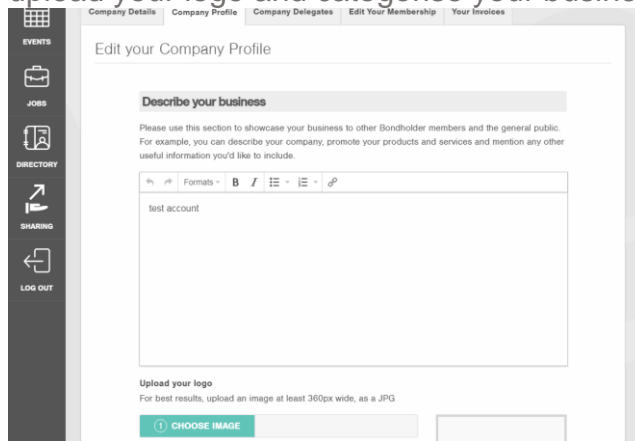 upload your logo and categorise your busine
Company Details Company Profile Company Delegates Edit Your Membership Your Invoices
EVENTS
Edit your Company Profile
JOBS
Describe your business
Please use this section to showcase your business to other Bondholder members and the general public.
For example, you can describe your company, promote your products and services and mention any other
useful information you'd like to include.
DIRECTORY
Formats B I
test account
SHARING
LOG OUT
Upload your logo
For best results, upload an image at least 360px wide, as a JPG
1 CHOOSE IMAGE